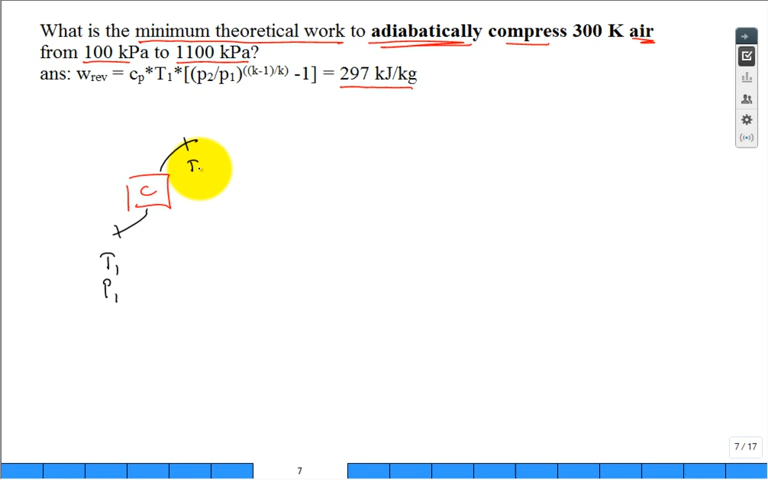 What is the minimum theoretical work to adiabatically compress 300 K air
from 100 kPa to 1100 kPa?
ans: wrev = cp*T1*[(p2/p1)((k-1)/k) -1] = 297 kJ/kg
T
C
T1
P1
7 / 17
7